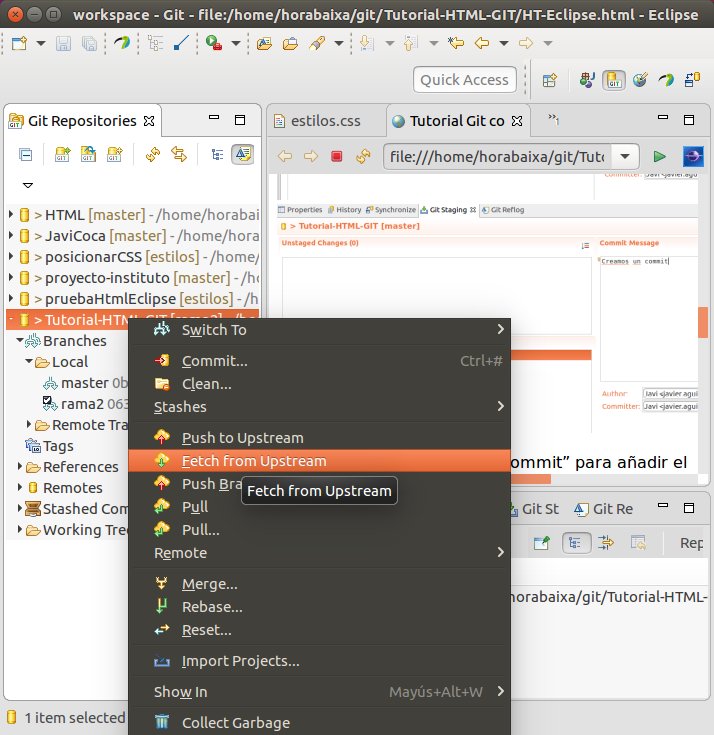 workspace - Git - file:/home/horabaixa/git/Tutorial-HTML-GIT/HT-Eclipse.html - Eclipse
Quick Access
Git Repositories
estilos.css
Tutorial Git co
1
file:///home/horabaixa/git/Tuto
> HTML [master] - /home/horabai
> JaviCoca [master] - /home/hora
> posicionarCSS [estilos] - /home/
> proyecto-instituto [master] - /h
> pruebaHtmlEclipse [estilos] - /h
> Tutorial-HTML-GIT [rama2] - /ho
Branches
Local
master 0b
rama2 063
Remote Tra
Tags
References
Remotes
Stashed Com
Working Tree
Committer: Javi <javier.agui
Properties History Synchronize Git Staging Git Reflog
> Tutorial-HTML-GIT [master]
Unstaged Changes (0)
Commit Message
Creamos un commit
Author: Javi <javier.agui
Committer: Javi <javier.agui
ommit” para añadir el
Git St
Git Re
Rep
horabaixa/git/Tutorial-HTML-
Switch To
Commit... Ctrl+#
Clean...
Stashes
Push to Upstream
Fetch from Upstream
Push Bra
Fetch from Upstream
Pull
Pull...
Remote
Merge...
Rebase...
Reset...
Import Projects...
Show In Mayús+Alt+W
Collect Garbage
1 item selected